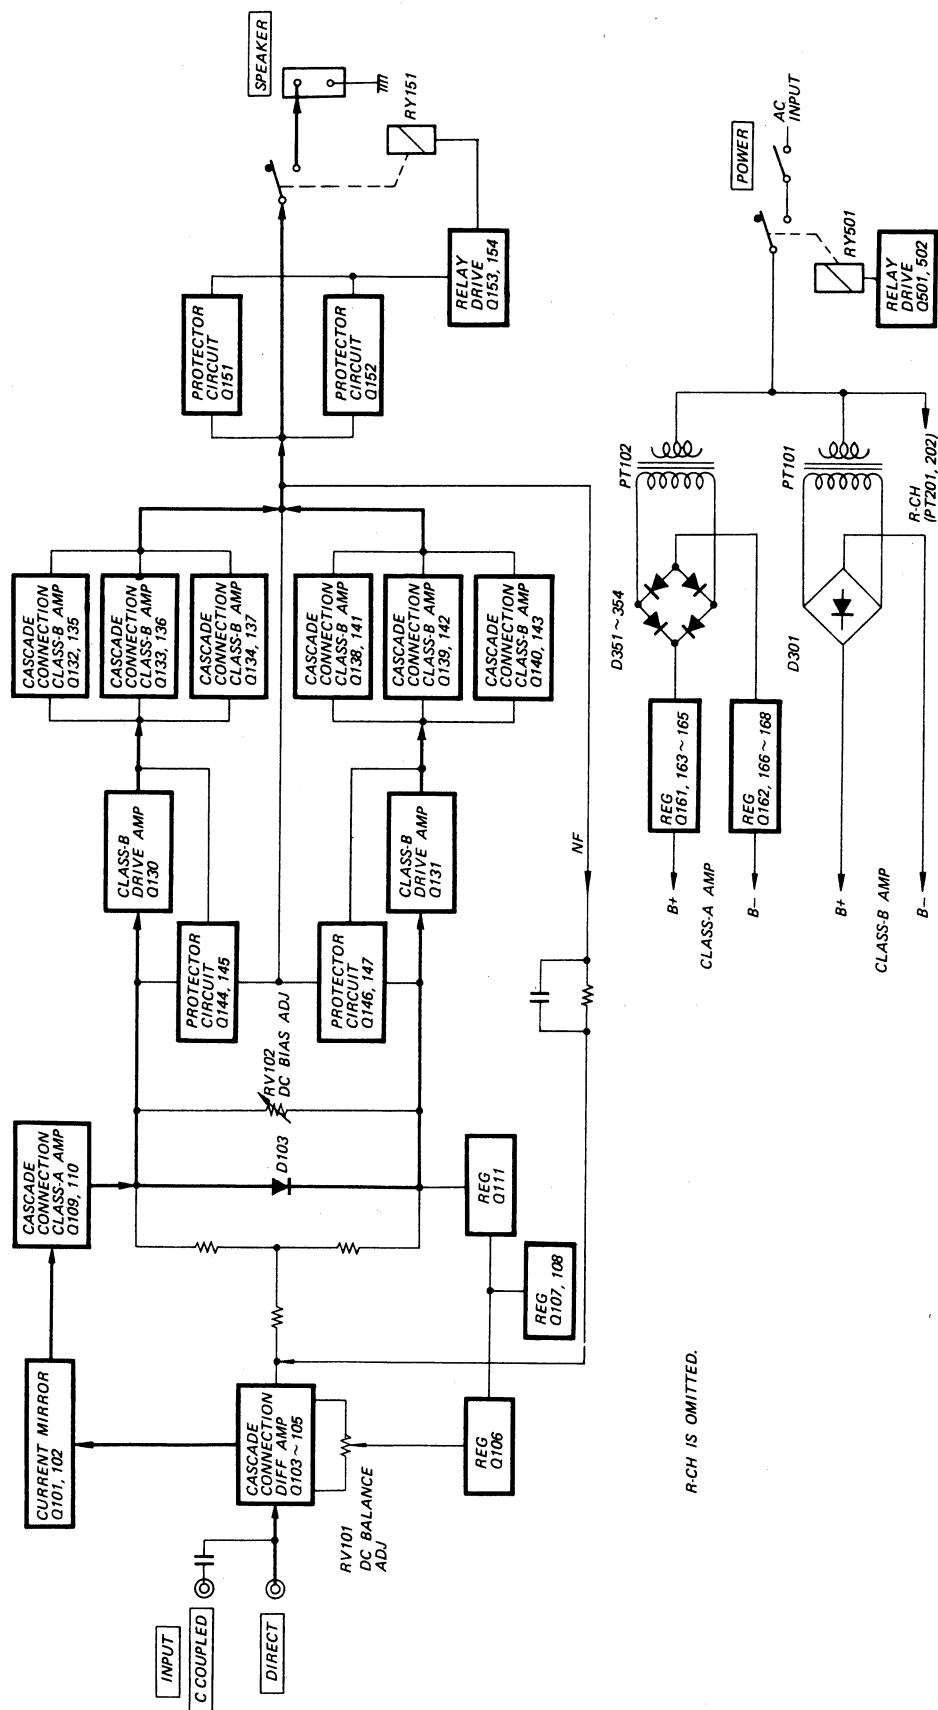 INPUT
C COUPLED
DIRECT
CURRENT MIRROR
Q101, 102
CASCADE
CONNECTION
DIFF AMP
Q103~105
RV101
DC BALANCE
ADJ
REG
Q106
REG
Q107, 108
REG
Q111
CASCADE
CONNECTION
CLASS-A AMP
Q109, 110
D103
RV102
DC BIAS ADJ
PROTECTOR
CIRCUIT
Q144, 145
PROTECTOR
CIRCUIT
Q146, 147
CLASS-B
DRIVE AMP
Q130
CLASS-B
DRIVE AMP
Q131
CASCADE
CONNECTION
CLASS-B AMP
Q132, 135
CASCADE
CONNECTION
CLASS-B AMP
Q133, 136
CASCADE
CONNECTION
CLASS-B AMP
Q134, 137
CASCADE
CONNECTION
CLASS-B AMP
Q138, 141
CASCADE
CONNECTION
CLASS-B AMP
Q139, 142
CASCADE
CONNECTION
CLASS-B AMP
Q140, 143
NF
PROTECTOR
CIRCUIT
Q151
PROTECTOR
CIRCUIT
Q152
RELAY
DRIVE
Q153, 154
RY151
SPEAKER
R-CH IS OMITTED.
B+
CLASS-A AMP
B−
REG
Q161, 163~165
REG
Q162, 166~168
D351~354
PT102
B+
CLASS-B AMP
B−
D301
PT101
R-CH
(PT201, 202)
RELAY
DRIVE
Q501, 502
RY501
POWER
AC
INPUT